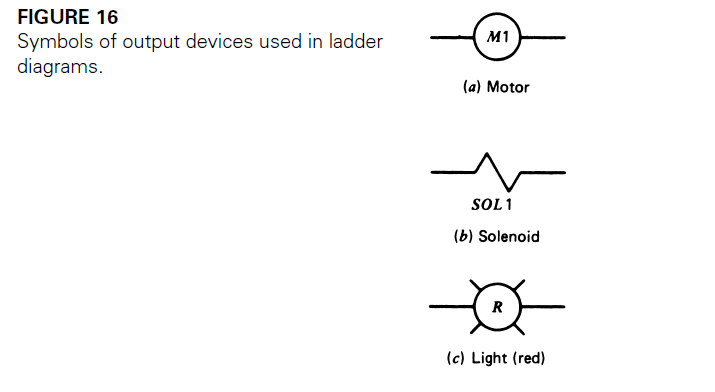 FIGURE 16
Symbols of output devices used in ladder
diagrams.
M1
(a) Motor
SOL 1
(b) Solenoid
R
(c) Light (red)